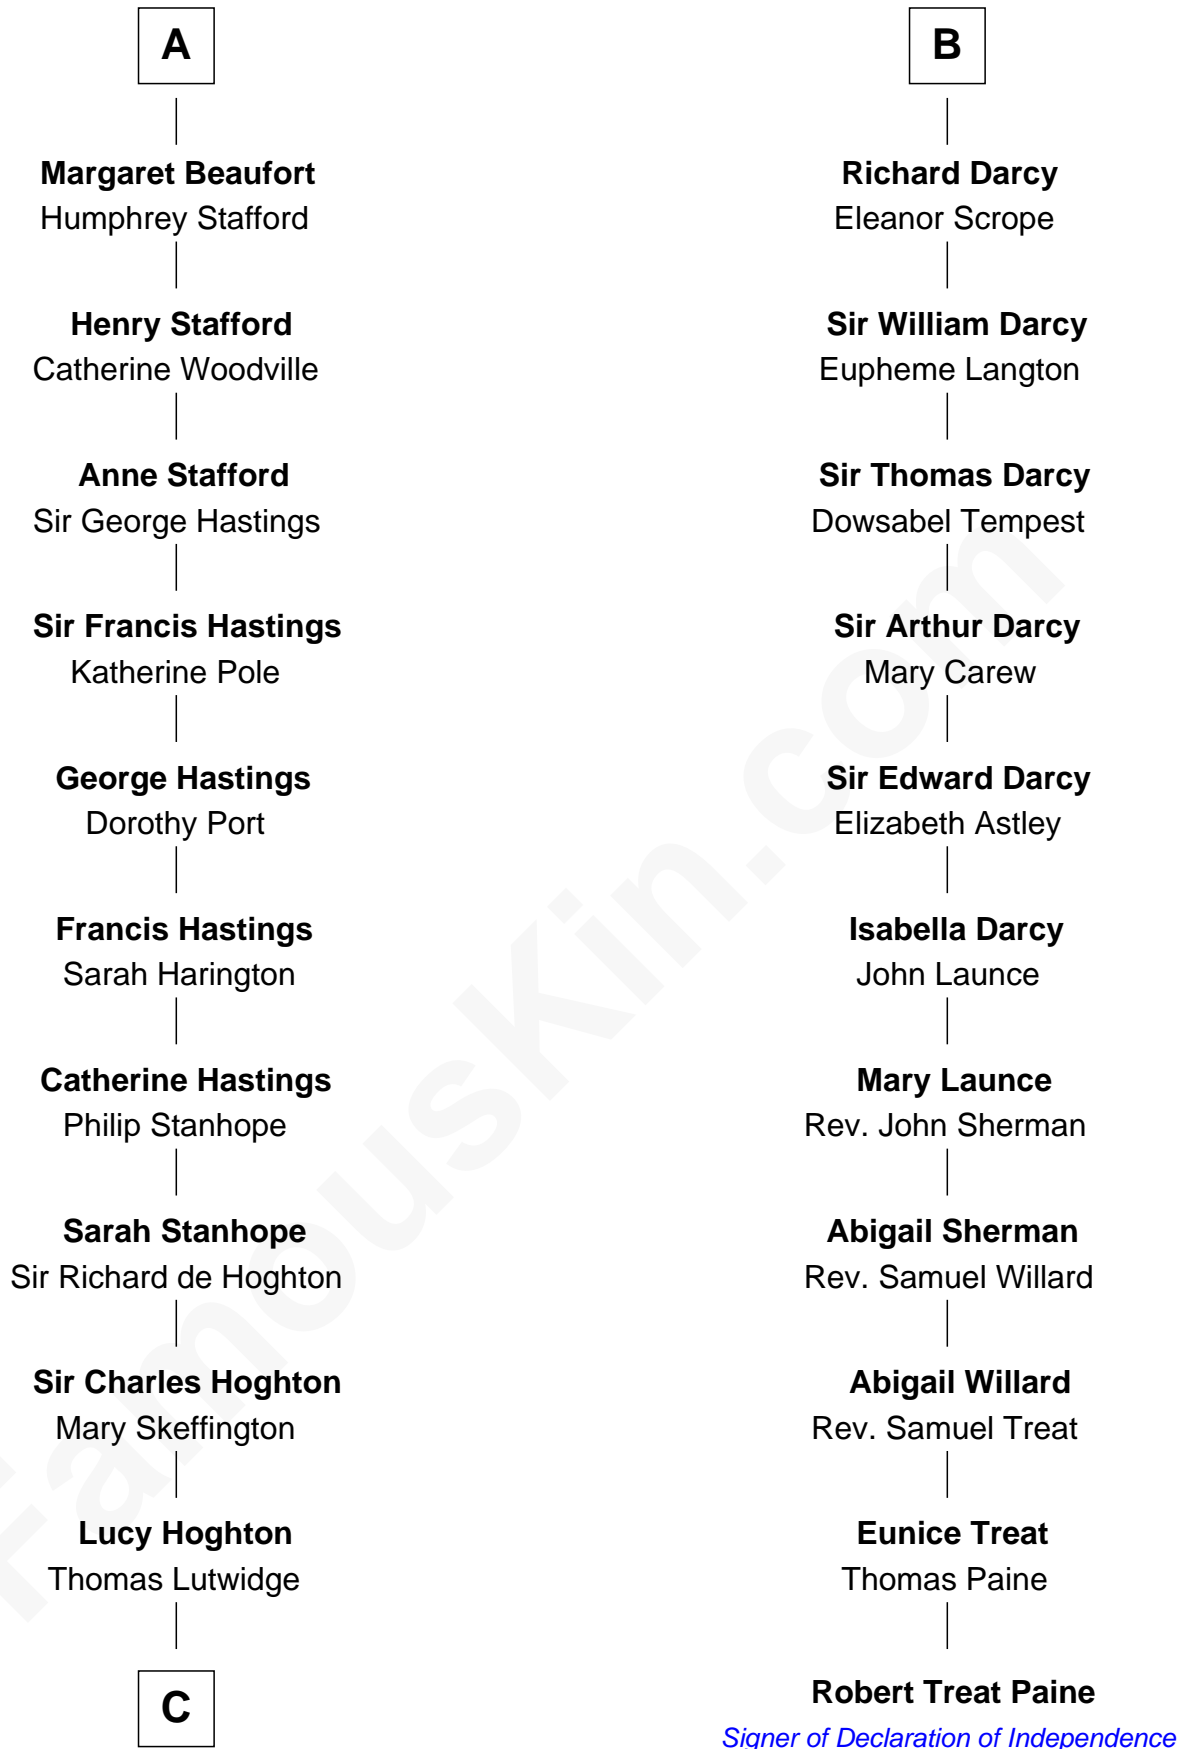 A
Margaret Beaufort
Humphrey Stafford
Henry Stafford
Catherine Woodville
Anne Stafford
Sir George Hastings
Sir Francis Hastings
Katherine Pole
George Hastings
Dorothy Port
Francis Hastings
Sarah Harington
Catherine Hastings
Philip Stanhope
Sarah Stanhope
Sir Richard de Hoghton
Sir Charles Hoghton
Mary Skeffington
Lucy Hoghton
Thomas Lutwidge
C
B
Richard Darcy
Eleanor Scrope
Sir William Darcy
Eupheme Langton
Sir Thomas Darcy
Dowsabel Tempest
Sir Arthur Darcy
Mary Carew
Sir Edward Darcy
Elizabeth Astley
Isabella Darcy
John Launce
Mary Launce
Rev. John Sherman
Abigail Sherman
Rev. Samuel Willard
Abigail Willard
Rev. Samuel Treat
Eunice Treat
Thomas Paine
Robert Treat Paine
Signer of Declaration of Independence
FamousKin.com